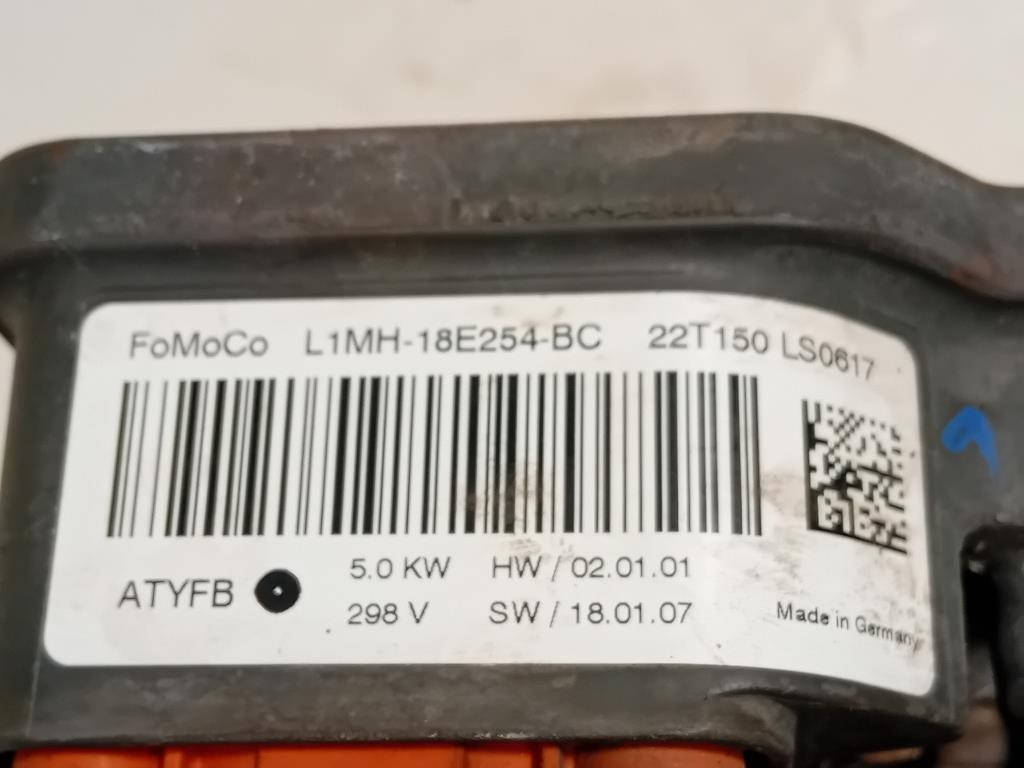 FoMoCo L1MH-18E254-BC 22T150 LS0617
ATYFB
5.0 KW HW / 02.01.01
298 V SW / 18.01.07
Made in Germany